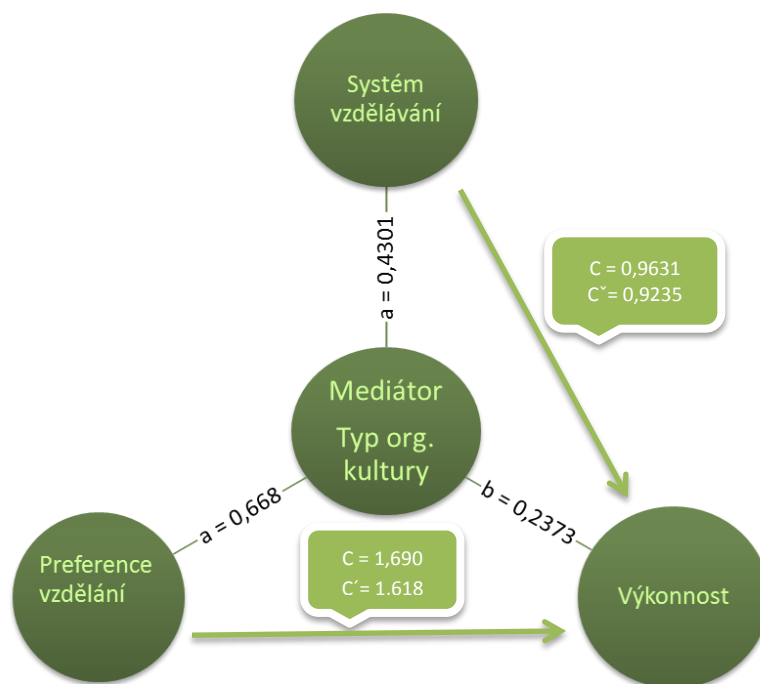 Systém
vzdělávání
a = 0,4301
C = 0,9631
Cˇ= 0,9235
Mediátor
Typ org.
kultury
a = 0,668
b = 0,2373
Preference
vzdělání
C = 1,690
C´= 1.618
Výkonnost